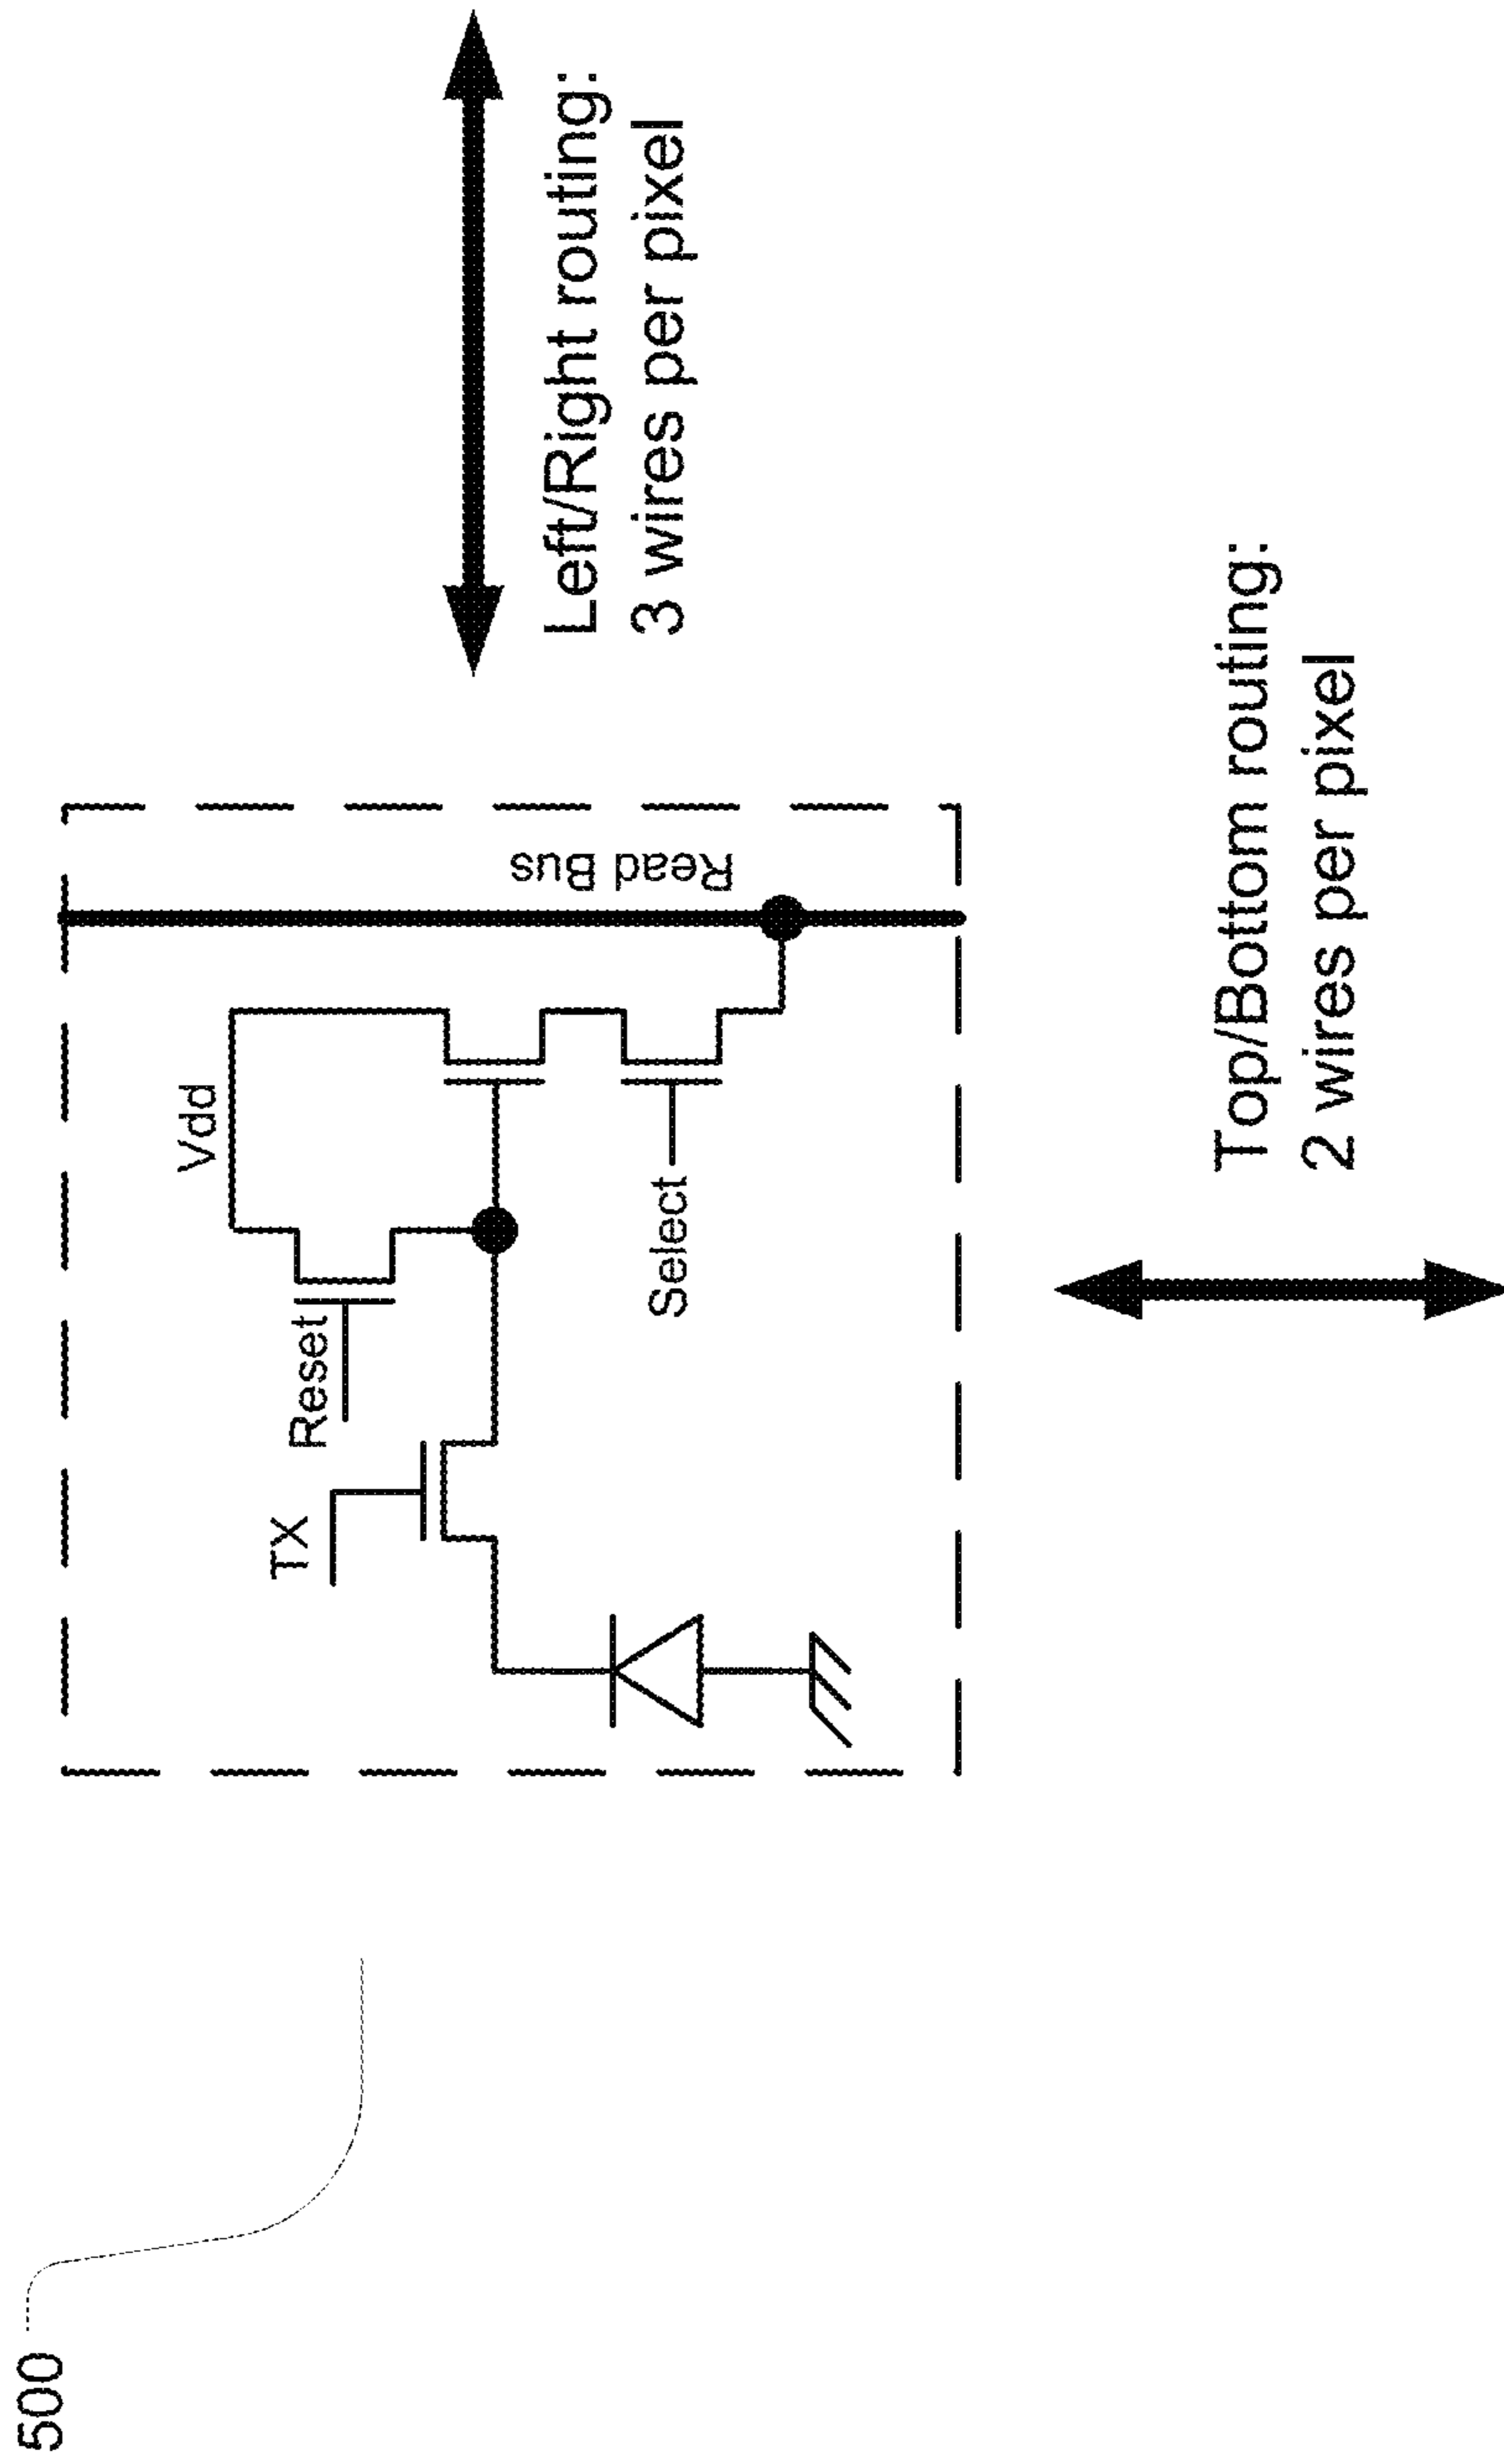 500
Vdd
Reset
TX
Select
Read Bus
Left/Right routing:
3 wires per pixel
Top/Bottom routing:
2 wires per pixel